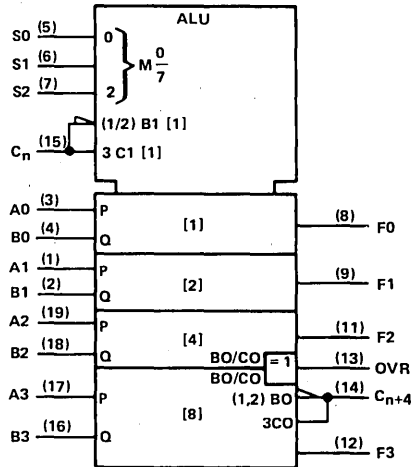 ALU
S0 (5) 0
S1 (6) M 0/7
S2 (7) 2
(1/2) B1 [1]
Cn (15) 3 C1 [1]
A0 (3) P [1] (8) F0
B0 (4) Q
A1 (1) P [2] (9) F1
B1 (2) Q
A2 (19) P [4] (11) F2
B2 (18) Q BO/CO = 1 (13) OVR
BO/CO
A3 (17) P (1,2) BO (14) Cn+4
[8] 3CO
B3 (16) Q (12) F3